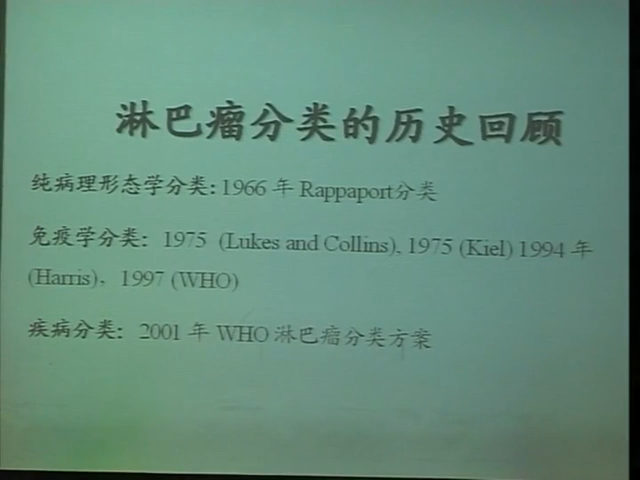 淋巴瘤分类的历史回顾
纯病理形态学分类: 1966 年 Rappaport分类
免疫学分类: 1975 (Lukes and Collins), 1975 (Kiel) 1994 年
(Harris), 1997 (WHO)
疾病分类: 2001 年 WHO 淋巴瘤分类方案